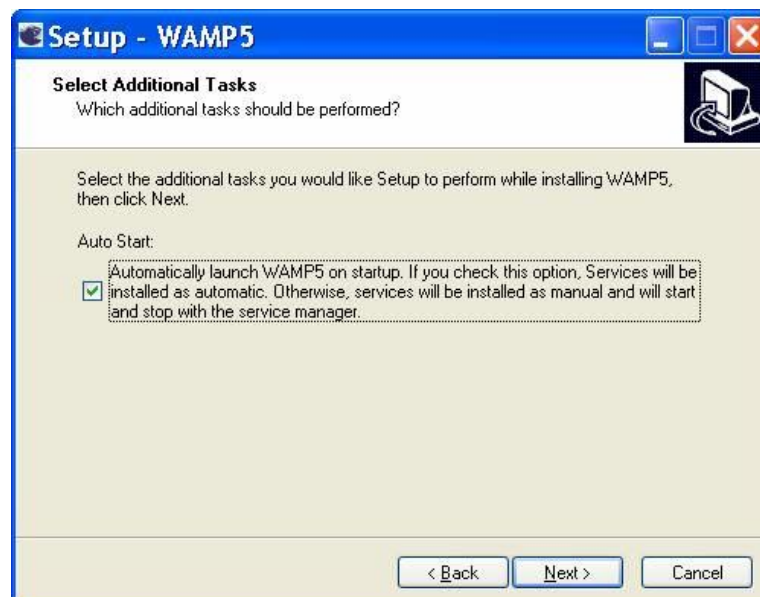 Setup - WAMP5
Select Additional Tasks
Which additional tasks should be performed?
Select the additional tasks you would like Setup to perform while installing WAMP5,
then click Next.
Auto Start:
Automatically launch WAMP5 on startup. If you check this option, Services will be
installed as automatic. Otherwise, services will be installed as manual and will start
and stop with the service manager.
< Back Next > Cancel